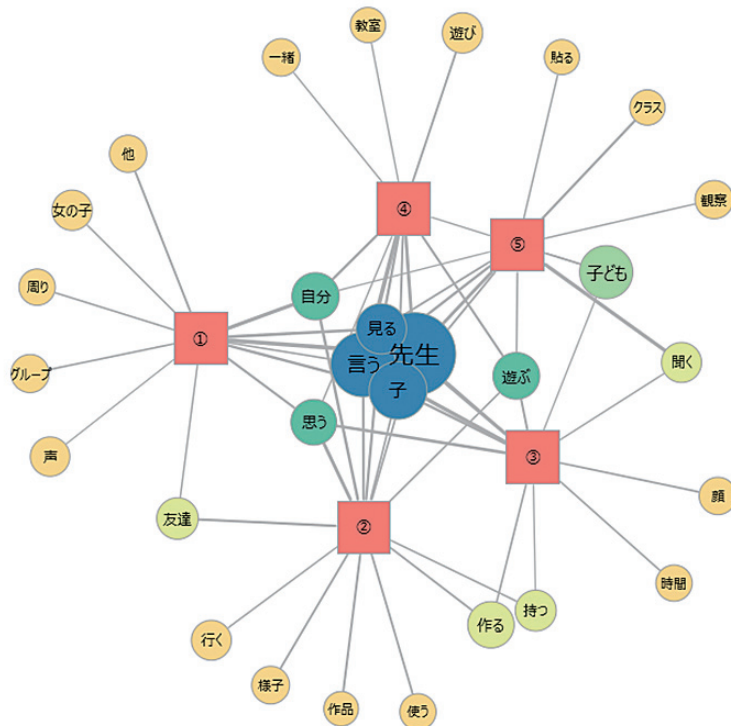 教室
遊び
一緒
貼る
クラス
他
④
観察
女の子
⑤
子ども
周り
自分
見る
①
先生
言う
聞く
グループ
遊ぶ
子
思う
声
③
顔
友達
②
時間
持つ
作る
行く
様子
作品
使う